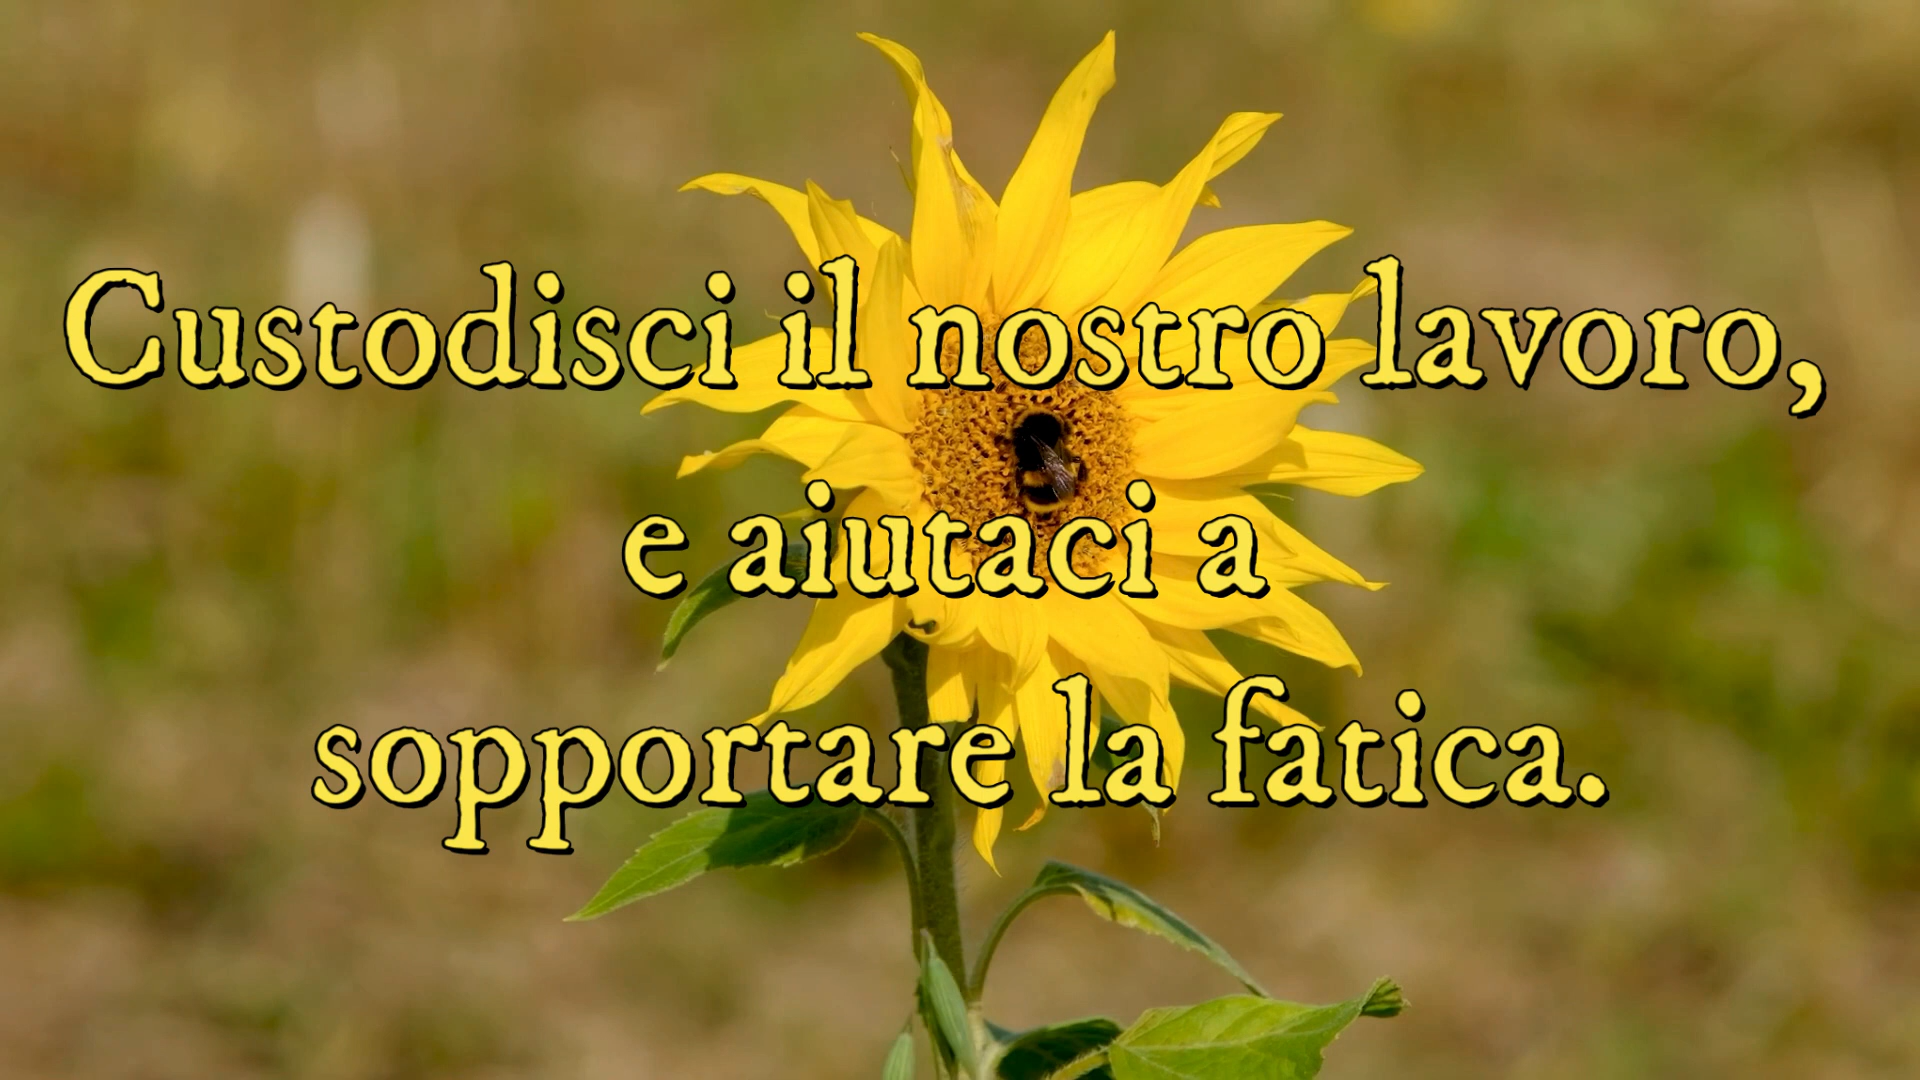 Custodisci il nostro lavoro,
e aiutaci a
sopportare la fatica.